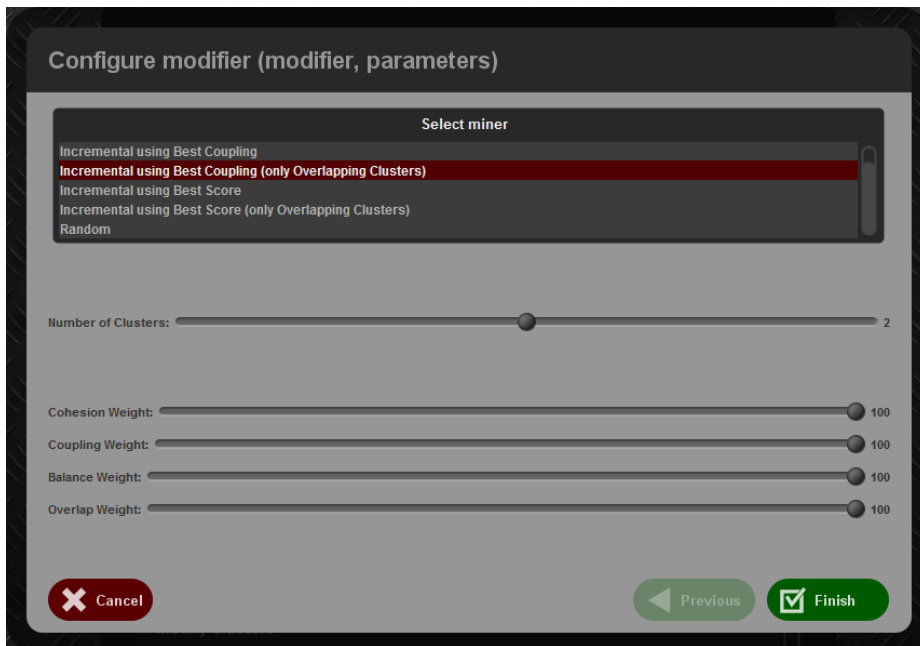 Configure modifier (modifier, parameters)
Select miner
Incremental using Best Coupling
Incremental using Best Coupling (only Overlapping Clusters)
Incremental using Best Score
Incremental using Best Score (only Overlapping Clusters)
Random
Number of Clusters: 2
Cohesion Weight: 100
Coupling Weight: 100
Balance Weight: 100
Overlap Weight: 100
Cancel Previous Finish
Modify Clusters